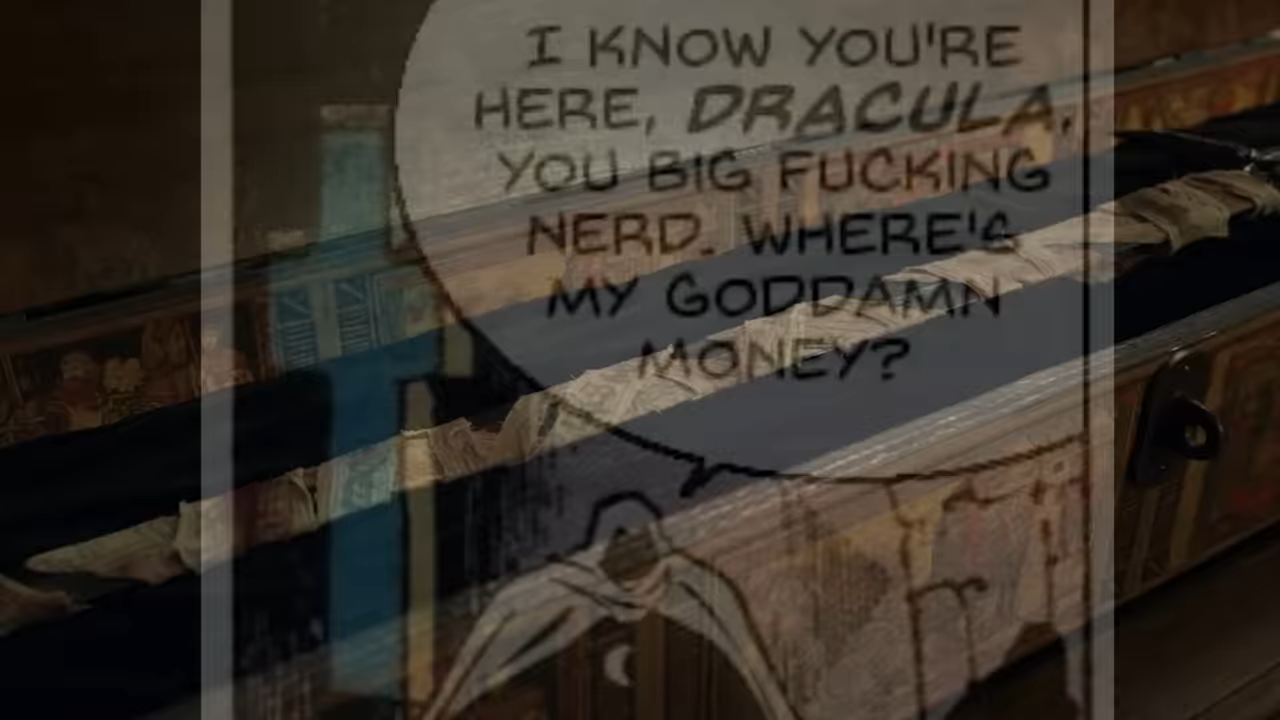 I KNOW YOU'RE
HERE, DRACULA,
YOU BIG FUCKING
NERD. WHERE'S
MY GODDAMN
MONEY?